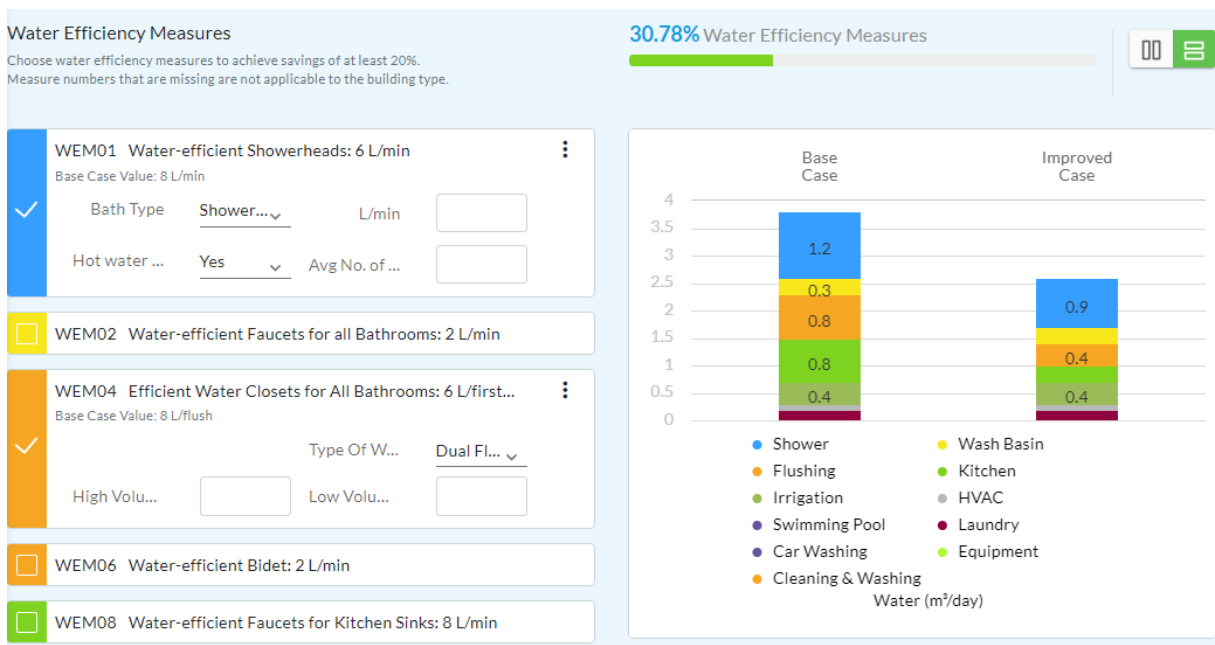 Water Efficiency Measures
Choose water efficiency measures to achieve savings of at least 20%.
Measure numbers that are missing are not applicable to the building type.
30.78% Water Efficiency Measures
WEM01 Water-efficient Showerheads: 6 L/min
Base Case Value: 8 L/min
Bath Type Shower... L/min
Hot water ... Yes Avg No. of ...
WEM02 Water-efficient Faucets for all Bathrooms: 2 L/min
WEM04 Efficient Water Closets for All Bathrooms: 6 L/first...
Base Case Value: 8 L/flush
Type Of W... Dual Fl...
High Volu... Low Volu...
WEM06 Water-efficient Bidet: 2 L/min
WEM08 Water-efficient Faucets for Kitchen Sinks: 8 L/min
Base Improved
Case Case
4
3.5
3 1.2
2.5
0.3
2 0.8 0.9
1.5
1 0.8 0.4
0.5 0.4 0.4
0
Shower Wash Basin
Flushing Kitchen
Irrigation HVAC
Swimming Pool Laundry
Car Washing Equipment
Cleaning & Washing
Water (m³/day)